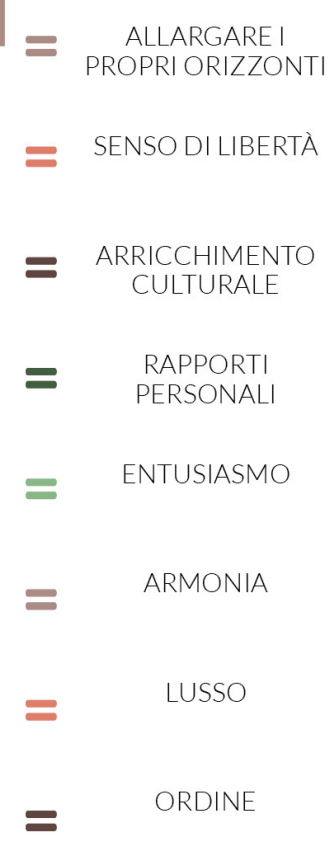 = ALLARGARE I
PROPRI ORIZZONTI
= SENSO DI LIBERTÀ
= ARRICCHIMENTO
CULTURALE
= RAPPORTI
PERSONALI
= ENTUSIASMO
= ARMONIA
= LUSSO
= ORDINE